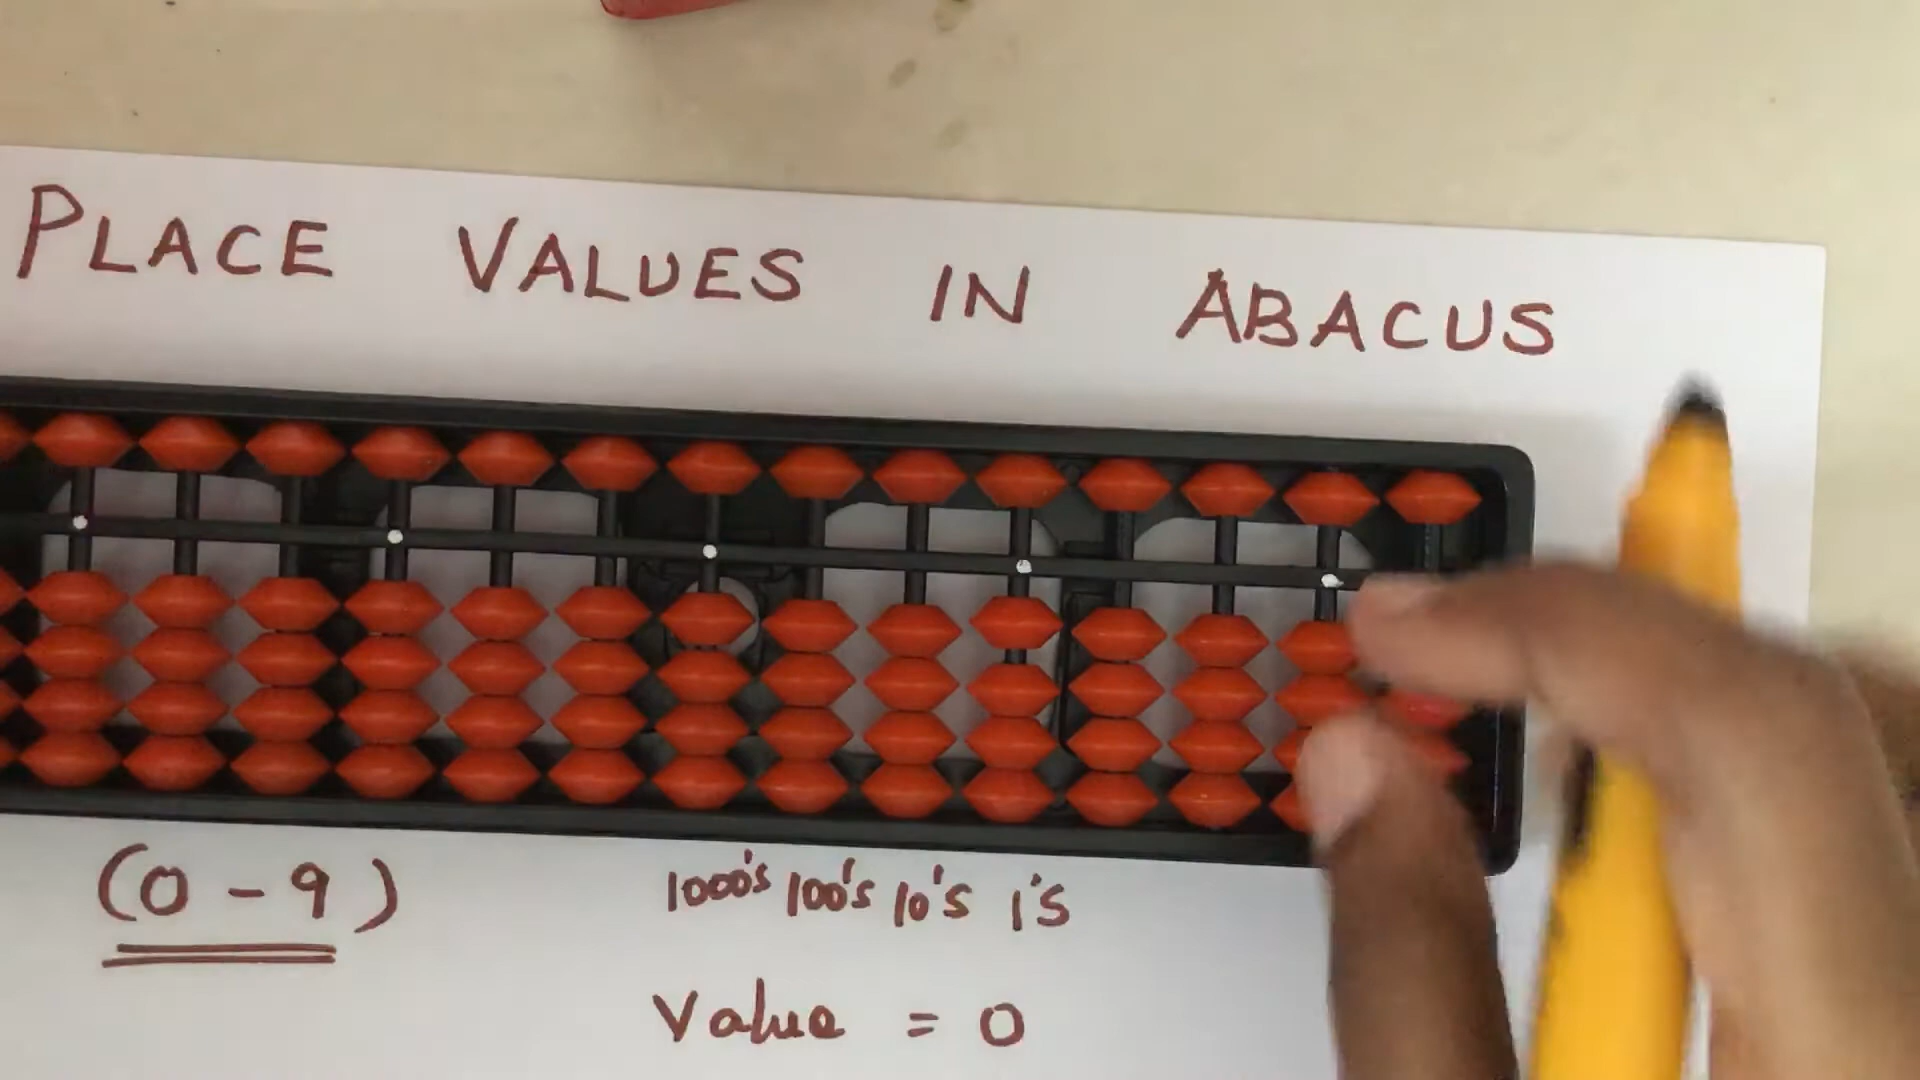 PLACE VALUES IN ABACUS
(0 - 9) 1000's 100's 10's 1's
Value = 0